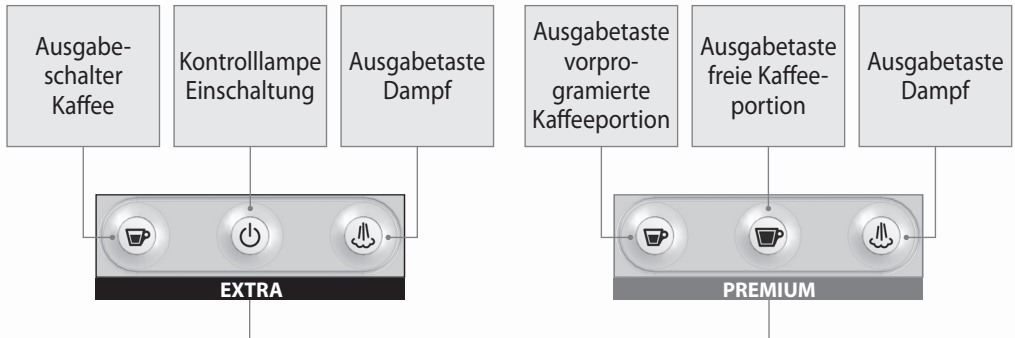 Ausgabe-
schalter
Kaffee
Kontrolllampe
Einschaltung
Ausgabetaste
Dampf
Ausgabetaste
vorpro-
gramierte
Kaffeeportion
Ausgabetaste
freie Kaffee-
portion
Ausgabetaste
Dampf
EXTRA
PREMIUM